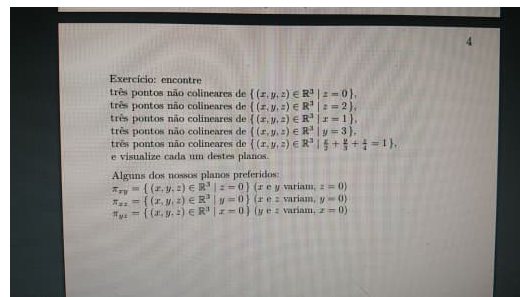 4
Exercício: encontre
três pontos não colineares de { (x, y, z) ∈ ℝ³ | z = 0 },
três pontos não colineares de { (x, y, z) ∈ ℝ³ | z = 2 },
três pontos não colineares de { (x, y, z) ∈ ℝ³ | x = 1 },
três pontos não colineares de { (x, y, z) ∈ ℝ³ | y = 3 },
três pontos não colineares de { (x, y, z) ∈ ℝ³ | x/2 + y/3 + z/4 = 1 },
e visualize cada um destes planos.
Alguns dos nossos planos preferidos:
π_xy = { (x, y, z) ∈ ℝ³ | z = 0 } (x e y variam, z = 0)
π_xz = { (x, y, z) ∈ ℝ³ | y = 0 } (x e z variam, y = 0)
π_yz = { (x, y, z) ∈ ℝ³ | x = 0 } (y e z variam, x = 0)